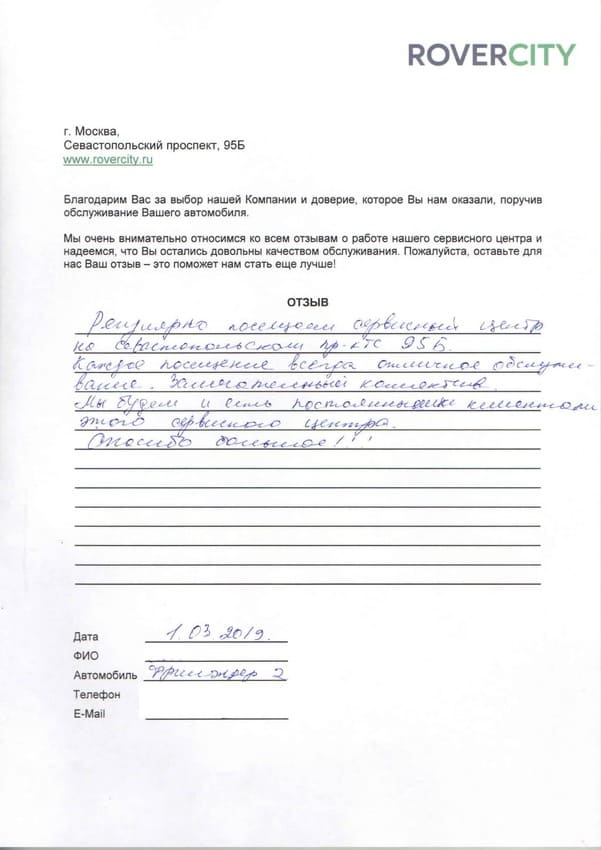 ROVERCITY
г. Москва,
Севастопольский проспект, 95Б
www.rovercity.ru
Благодарим Вас за выбор нашей Компании и доверие, которое Вы нам оказали, поручив
обслуживание Вашего автомобиля.
Мы очень внимательно относимся ко всем отзывам о работе нашего сервисного центра и
надеемся, что Вы остались довольны качеством обслуживания. Пожалуйста, оставьте для
нас Ваш отзыв – это поможет нам стать еще лучше!
ОТЗЫВ
Регулярно посещаем сервисный центр
на Севастопольском пр-кте 95Б.
Каждое посещение всегда отличное обслужи-
вание. Замечательный коллектив.
Мы будем и есть постоянными клиентами
этого сервисного центра.
Спасибо большое!!!
Дата 1.03.2019.
ФИО
Автомобиль Фрилэндер 2
Телефон
E-Mail